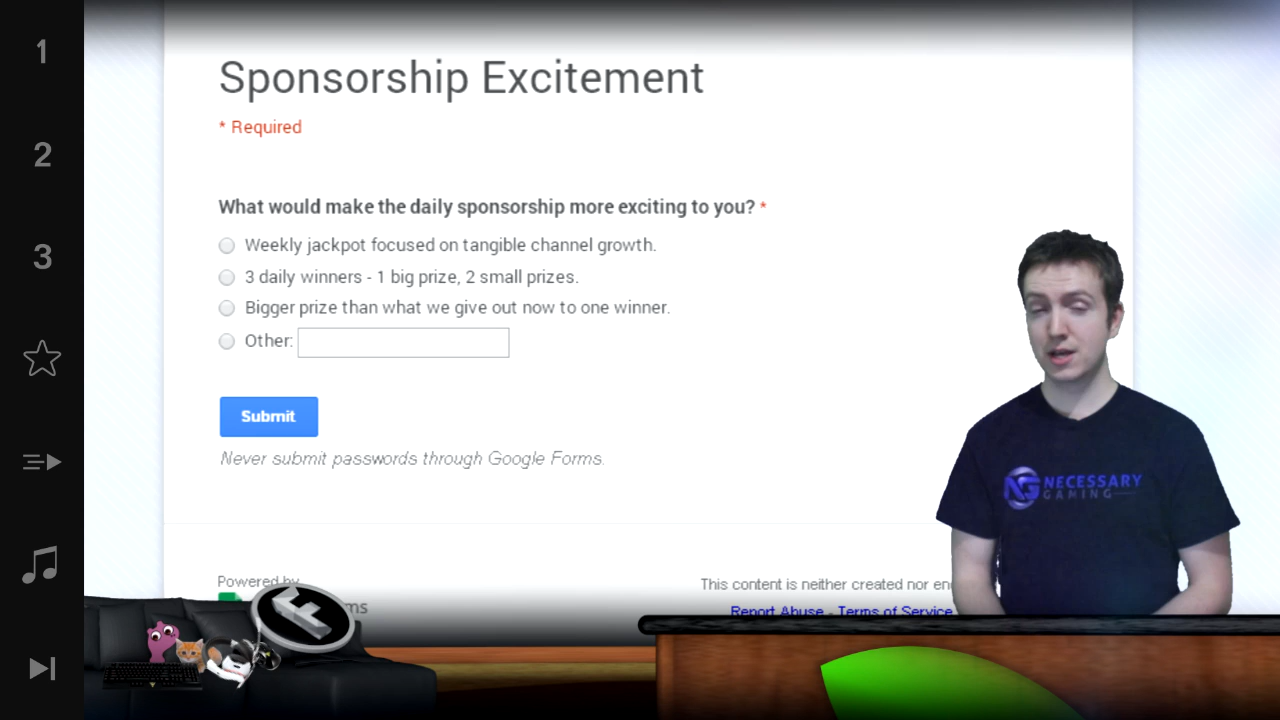 1
2
3
Sponsorship Excitement
* Required
What would make the daily sponsorship more exciting to you? *
Weekly jackpot focused on tangible channel growth.
3 daily winners - 1 big prize, 2 small prizes.
Bigger prize than what we give out now to one winner.
Other:
Submit
Never submit passwords through Google Forms.
NG NECESSARY
GAMING
Powered by
This content is neither created nor
Report Abuse - Terms of Service
F